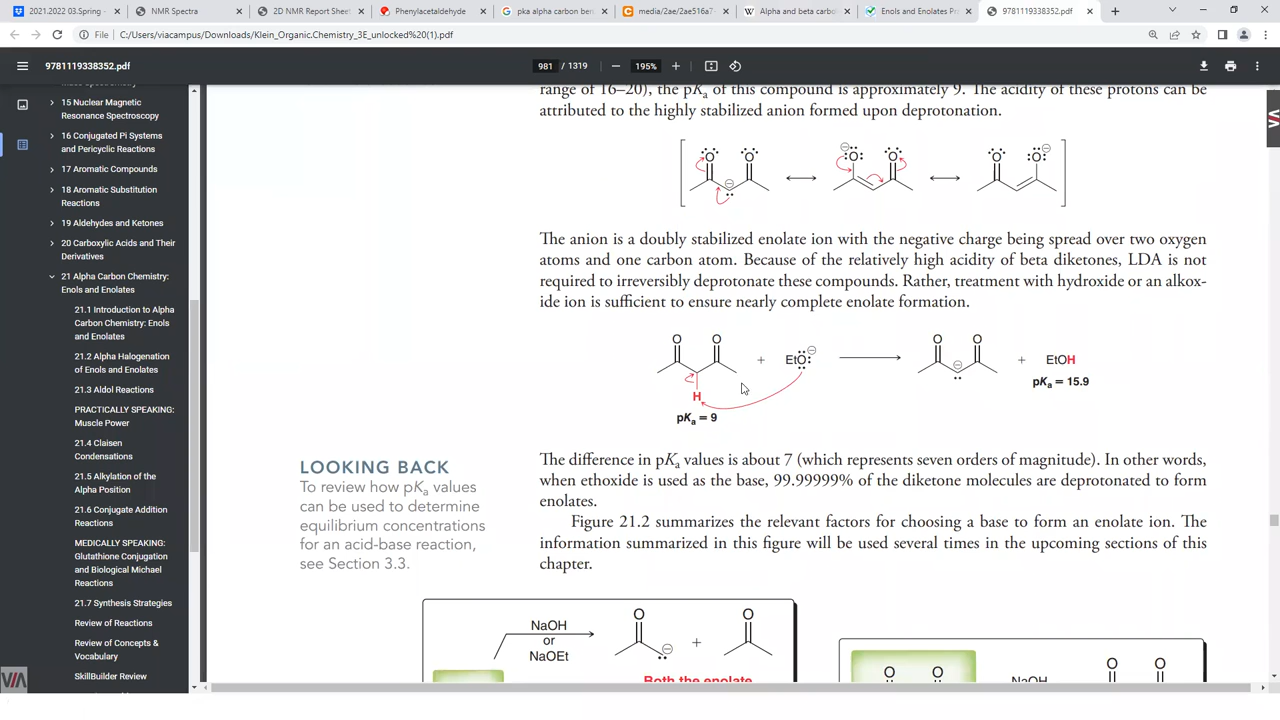 2021.2022 03.Spring -
NMR Spectra
2D NMR Report Sheet
Phenylacetaldehyde
pka alpha carbon ben
media/2ae/2ae516a7-
Alpha and beta carbo
Enols and Enolates Pr
9781119338352.pdf
File | C:/Users/viacampus/Downloads/Klein_Organic.Chemistry_3E_unlocked%20(1).pdf
9781119338352.pdf
981 / 1319
195%
15 Nuclear Magnetic
Resonance Spectroscopy
16 Conjugated Pi Systems
and Pericyclic Reactions
17 Aromatic Compounds
18 Aromatic Substitution
Reactions
19 Aldehydes and Ketones
20 Carboxylic Acids and Their
Derivatives
21 Alpha Carbon Chemistry:
Enols and Enolates
21.1 Introduction to Alpha
Carbon Chemistry: Enols
and Enolates
21.2 Alpha Halogenation
of Enols and Enolates
21.3 Aldol Reactions
PRACTICALLY SPEAKING:
Muscle Power
21.4 Claisen
Condensations
21.5 Alkylation of the
Alpha Position
21.6 Conjugate Addition
Reactions
MEDICALLY SPEAKING:
Glutathione Conjugation
and Biological Michael
Reactions
21.7 Synthesis Strategies
Review of Reactions
Review of Concepts &
Vocabulary
SkillBuilder Review
range of 16–20), the pKa of this compound is approximately 9. The acidity of these protons can be
attributed to the highly stabilized anion formed upon deprotonation.
O O O O O O
The anion is a doubly stabilized enolate ion with the negative charge being spread over two oxygen
atoms and one carbon atom. Because of the relatively high acidity of beta diketones, LDA is not
required to irreversibly deprotonate these compounds. Rather, treatment with hydroxide or an alkox-
ide ion is sufficient to ensure nearly complete enolate formation.
O O O O
+ EtO + EtOH
H
pKa = 15.9
pKa = 9
The difference in pKa values is about 7 (which represents seven orders of magnitude). In other words,
when ethoxide is used as the base, 99.99999% of the diketone molecules are deprotonated to form
enolates.
Figure 21.2 summarizes the relevant factors for choosing a base to form an enolate ion. The
information summarized in this figure will be used several times in the upcoming sections of this
chapter.
LOOKING BACK
To review how pKa values
can be used to determine
equilibrium concentrations
for an acid-base reaction,
see Section 3.3.
NaOH
or
NaOEt
O + O
Both the enolate
O O
NaOH
O O
VIA